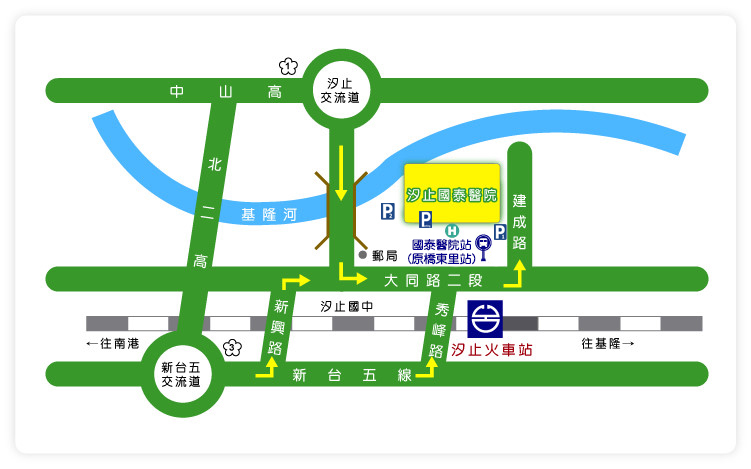 1
汐止
交流道
中山高
北二高
基隆河
汐止國泰醫院
P
P
P
H
建成路
國泰醫院站
(原橋東里站)
郵局
大同路二段
新興路
汐止國中
秀峰路
←往南港
3
汐止火車站
往基隆→
新台五
交流道
新台五線